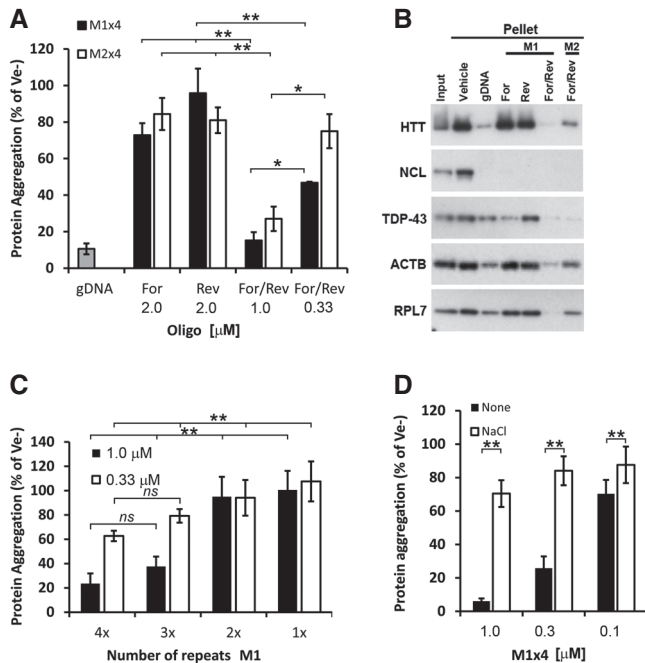 A
M1x4
M2x4
Protein Aggregation (% of Ve-)
140
120
100
80
60
40
20
0
**
**
*
*
gDNA
For
2.0
Rev
2.0
For/Rev
1.0
For/Rev
0.33
Oligo [μM]
B
Pellet
M1
M2
Input
Vehicle
gDNA
For
Rev
For/Rev
For/Rev
HTT
NCL
TDP-43
ACTB
RPL7
C
Protein Aggregation (% of Ve-)
140
120
100
80
60
40
20
0
1.0 μM
0.33 μM
**
**
ns
ns
4x
3x
2x
1x
Number of repeats M1
D
None
NaCl
Protein aggregation (% of Ve-)
120
100
80
60
40
20
0
**
**
**
1.0
0.3
0.1
M1x4 [μM]